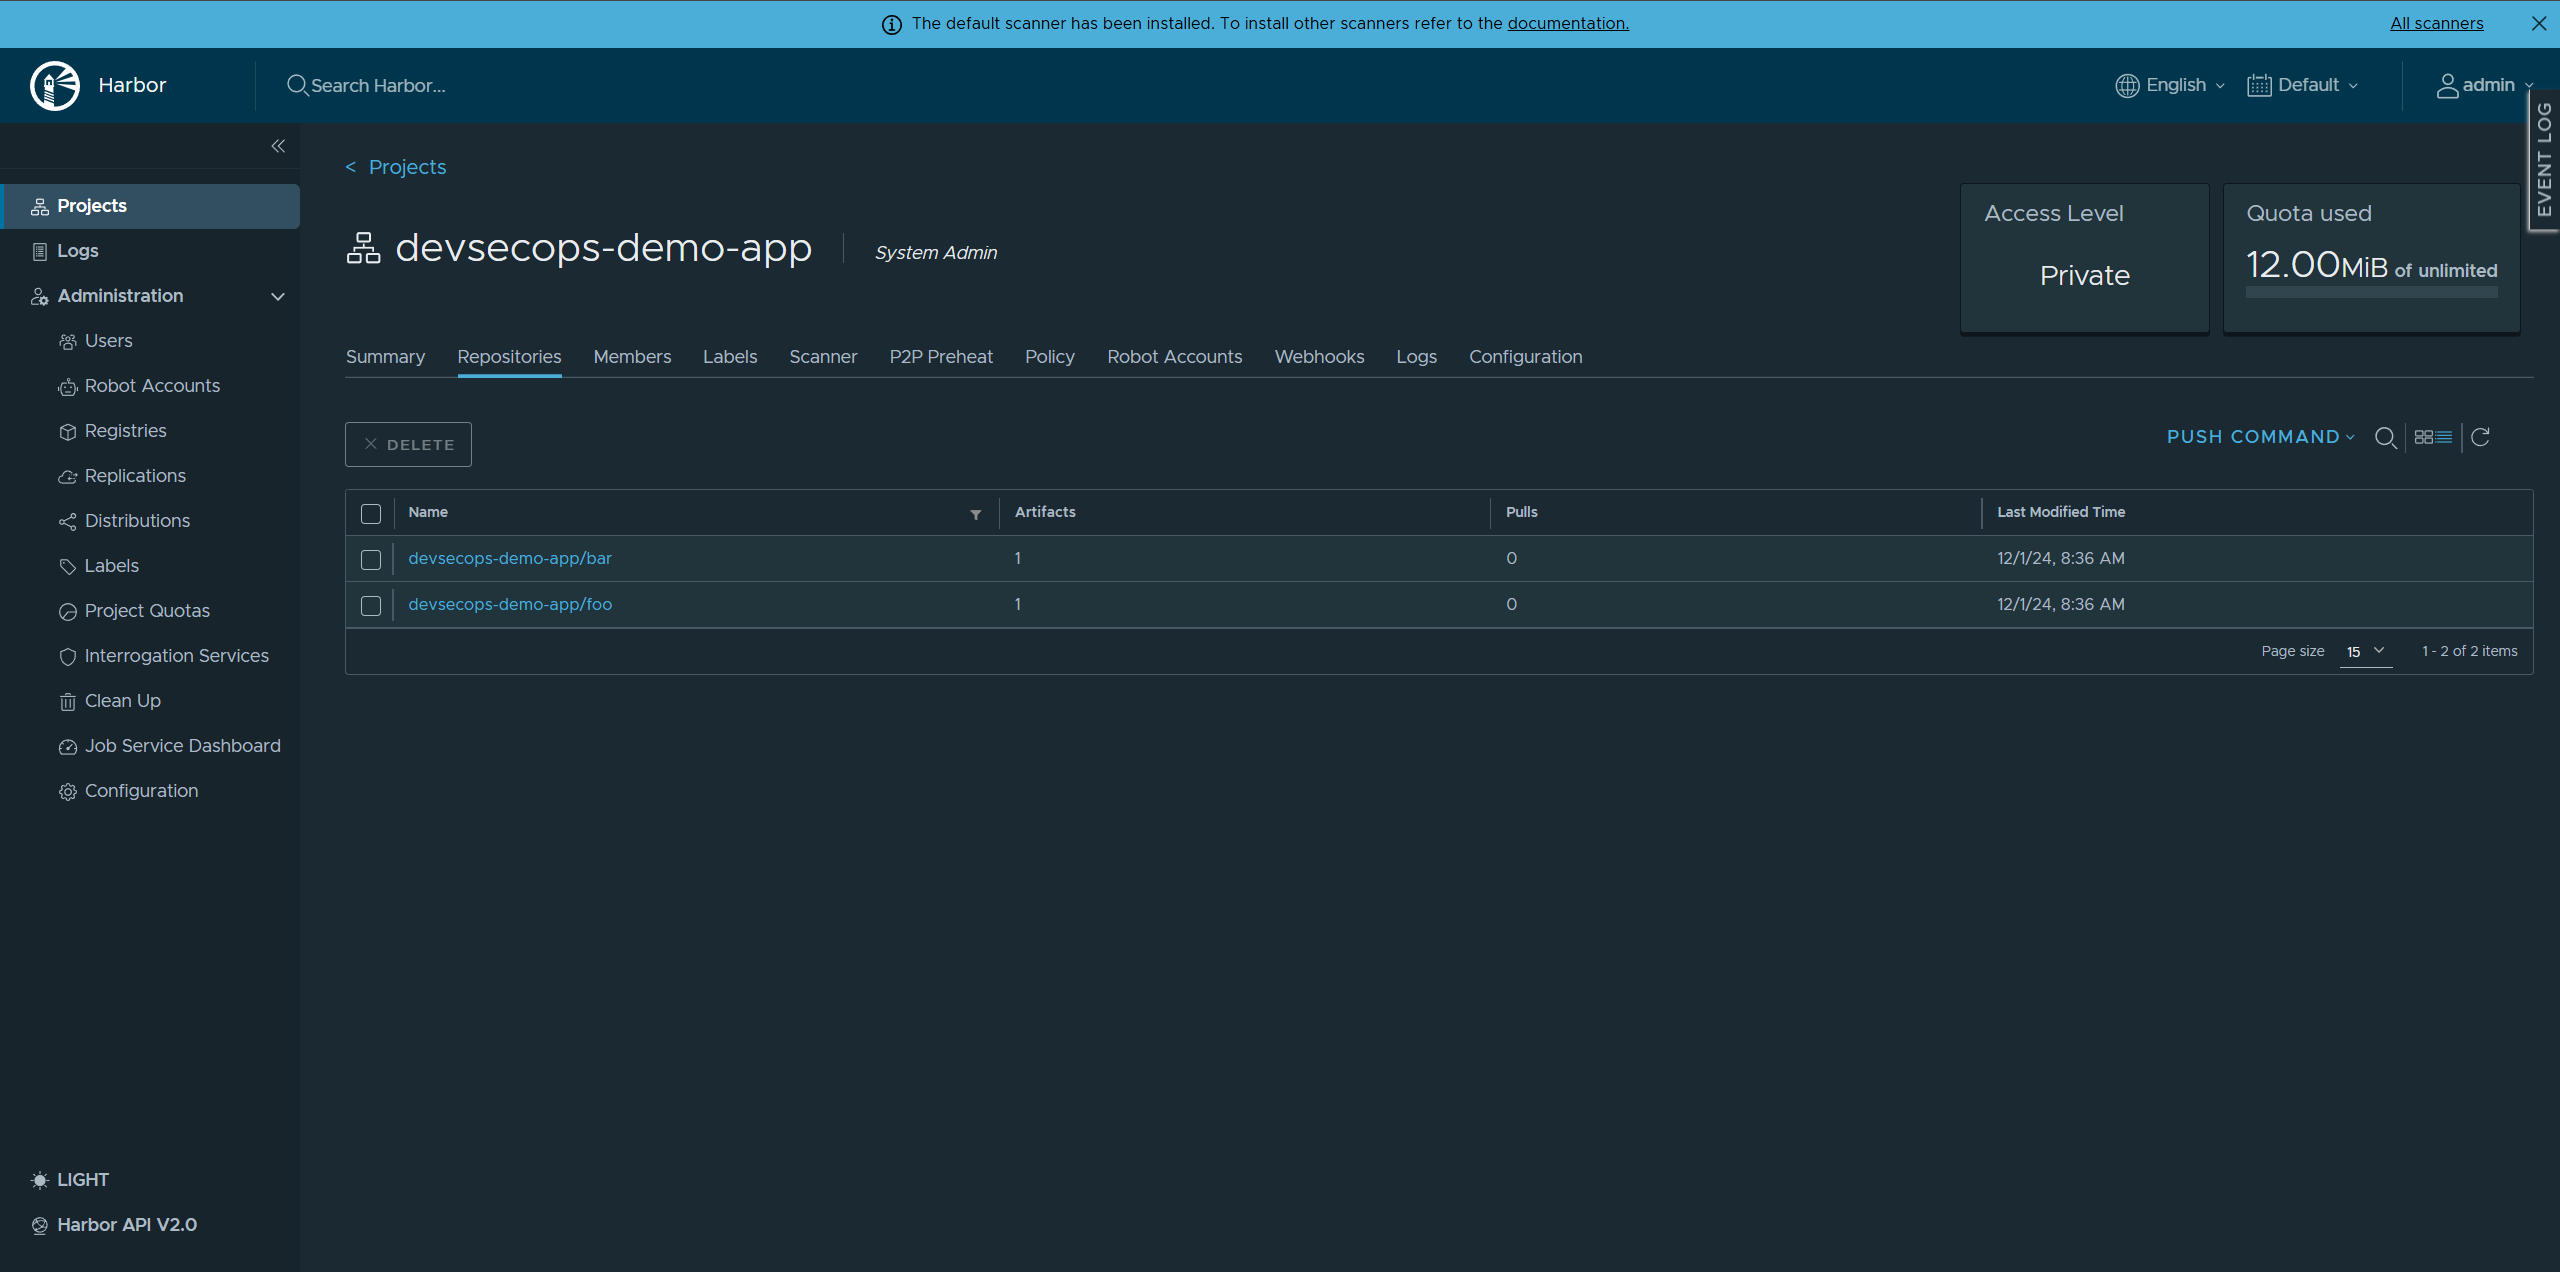 The default scanner has been installed. To install other scanners refer to the documentation. All scanners
Harbor Search Harbor... English Default admin
EVENT LOG
Projects
Logs
Administration
Users
Robot Accounts
Registries
Replications
Distributions
Labels
Project Quotas
Interrogation Services
Clean Up
Job Service Dashboard
Configuration
LIGHT
Harbor API V2.0
< Projects
devsecops-demo-app System Admin
Access Level
Private
Quota used
12.00MiB of unlimited
Summary Repositories Members Labels Scanner P2P Preheat Policy Robot Accounts Webhooks Logs Configuration
DELETE PUSH COMMAND
Name Artifacts Pulls Last Modified Time
devsecops-demo-app/bar 1 0 12/1/24, 8:36 AM
devsecops-demo-app/foo 1 0 12/1/24, 8:36 AM
Page size 15 1 - 2 of 2 items